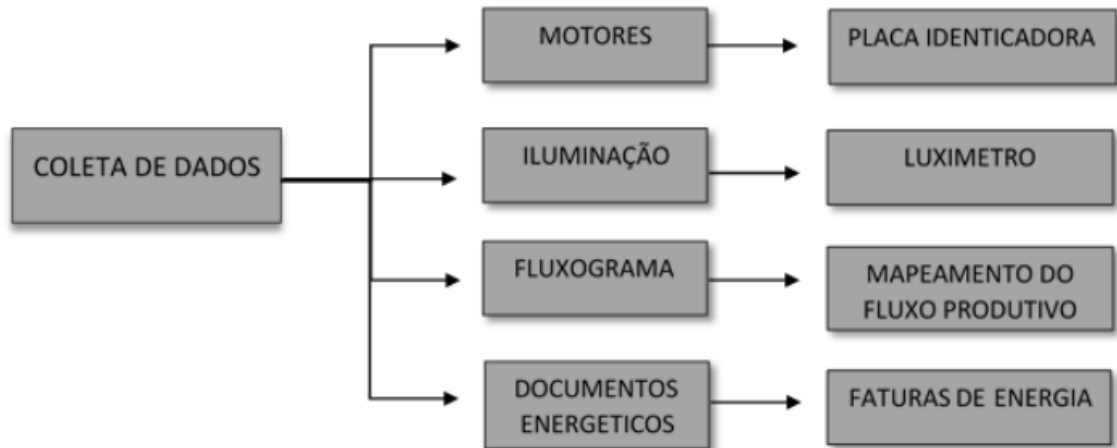 COLETA DE DADOS
MOTORES
PLACA IDENTICADORA
ILUMINAÇÃO
LUXIMETRO
FLUXOGRAMA
MAPEAMENTO DO
FLUXO PRODUTIVO
DOCUMENTOS
ENERGETICOS
FATURAS DE ENERGIA